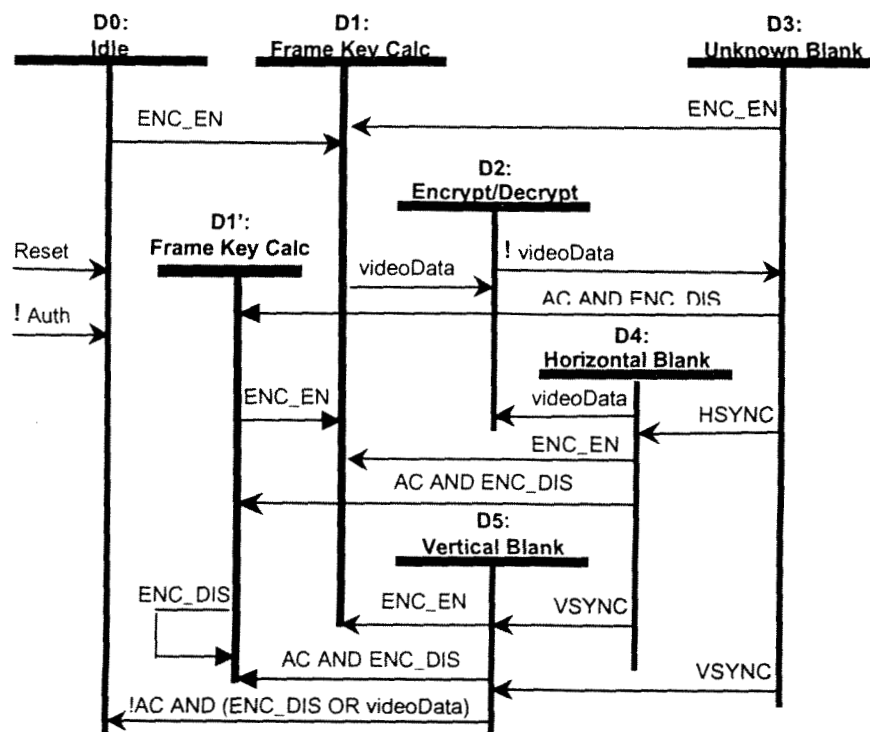 D0:
Idle
D1:
Frame Key Calc
D3:
Unknown Blank
ENC_EN
ENC_EN
D2:
Encrypt/Decrypt
D1':
Frame Key Calc
Reset
videoData
! videoData
! Auth
AC AND ENC_DIS
D4:
Horizontal Blank
ENC_EN
videoData
HSYNC
ENC_EN
AC AND ENC_DIS
D5:
Vertical Blank
ENC_DIS
ENC_EN
VSYNC
AC AND ENC_DIS
VSYNC
!AC AND (ENC_DIS OR videoData)